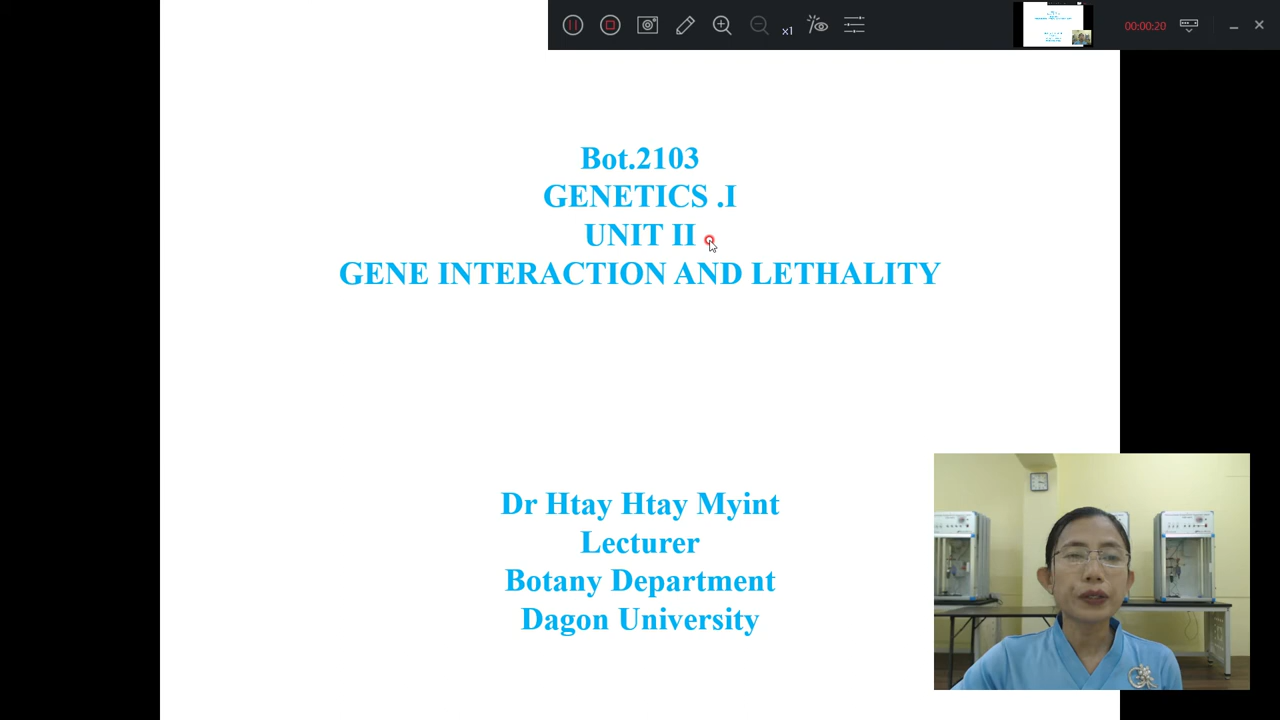 x1
00:00:20
Bot.2103
GENETICS .I
UNIT II
GENE INTERACTION AND LETHALITY
Dr Htay Htay Myint
Lecturer
Botany Department
Dagon University